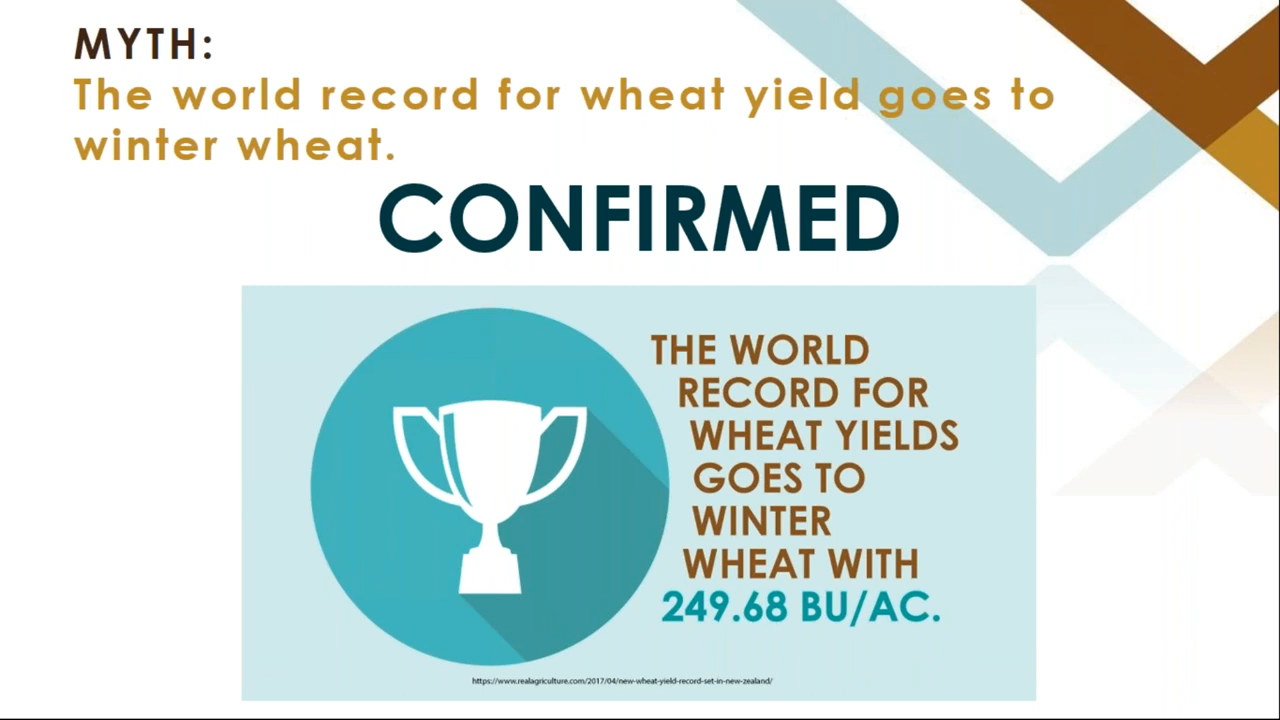 MYTH:
The world record for wheat yield goes to
winter wheat.
CONFIRMED
THE WORLD
RECORD FOR
WHEAT YIELDS
GOES TO
WINTER
WHEAT WITH
249.68 BU/AC.
https://www.realagriculture.com/2017/04/new-wheat-yield-record-set-in-new-zealand/